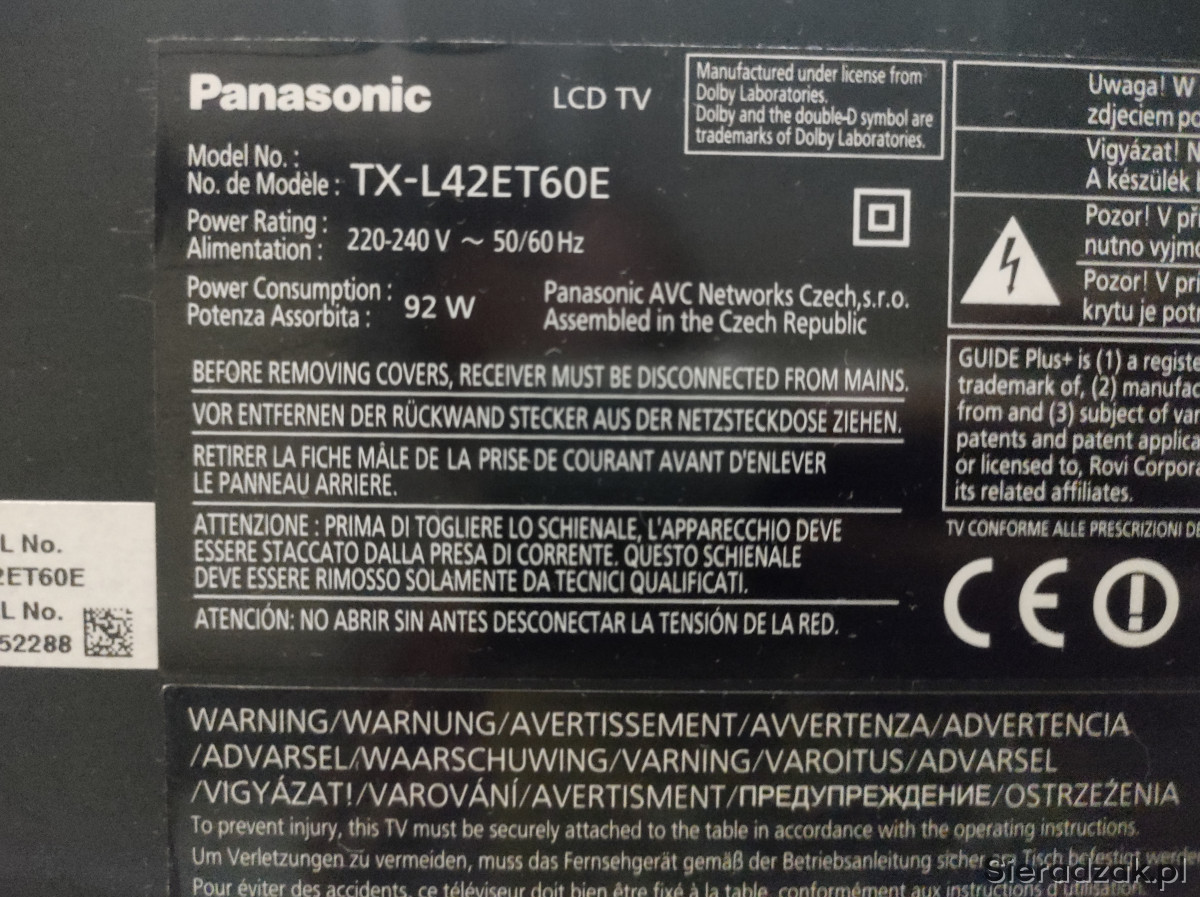 Panasonic
LCD TV
Manufactured under license from
Dolby Laboratories.
Dolby and the double-D symbol are
trademarks of Dolby Laboratories.
Model No. :
No. de Modèle : TX-L42ET60E
Power Rating :
Alimentation : 220-240 V ~ 50/60 Hz
Power Consumption :
Potenza Assorbita : 92 W
Panasonic AVC Networks Czech,s.r.o.
Assembled in the Czech Republic
BEFORE REMOVING COVERS, RECEIVER MUST BE DISCONNECTED FROM MAINS.
VOR ENTFERNEN DER RÜCKWAND STECKER AUS DER NETZSTECKDOSE ZIEHEN.
RETIRER LA FICHE MÂLE DE LA PRISE DE COURANT AVANT D'ENLEVER
LE PANNEAU ARRIERE.
ATTENZIONE : PRIMA DI TOGLIERE LO SCHIENALE, L'APPARECCHIO DEVE
ESSERE STACCATO DALLA PRESA DI CORRENTE. QUESTO SCHIENALE
DEVE ESSERE RIMOSSO SOLAMENTE DA TECNICI QUALIFICATI.
ATENCIÓN: NO ABRIR SIN ANTES DESCONECTAR LA TENSIÓN DE LA RED.
Uwaga! W
zdjeciem po
Vigyázat! N
A készülék
Pozor! V př
nutno vyjmo
Pozor! V pri
krytu je potr
GUIDE Plus+ is (1) a registe
trademark of, (2) manufac
from and (3) subject of var
patents and patent applica
or licensed to, Rovi Corpora
its related affiliates.
TV CONFORME ALLE PRESCRIZIONI DE
CE
L No.
2ET60E
L No.
52288
WARNING/WARNUNG/AVERTISSEMENT/AVVERTENZA/ADVERTENCIA
/ADVARSEL/WAARSCHUWING/VARNING/VAROITUS/ADVARSEL
/VIGYÁZAT!/VAROVÁNÍ/AVERTISMENT/ПРЕДУПРЕЖДЕНИЕ/OSTRZEŻENIA
To prevent injury, this TV must be securely attached to the table in accordance with the operating instructions.
Um Verletzungen zu vermeiden, muss das Fernsehgerät gemäß der Betriebsanleitung sicher am Tisch befestigt werden
Pour éviter des accidents, ce téléviseur doit bien être fixé à la table, conformément aux instructions d'utilisation.
Sieradzak.pl